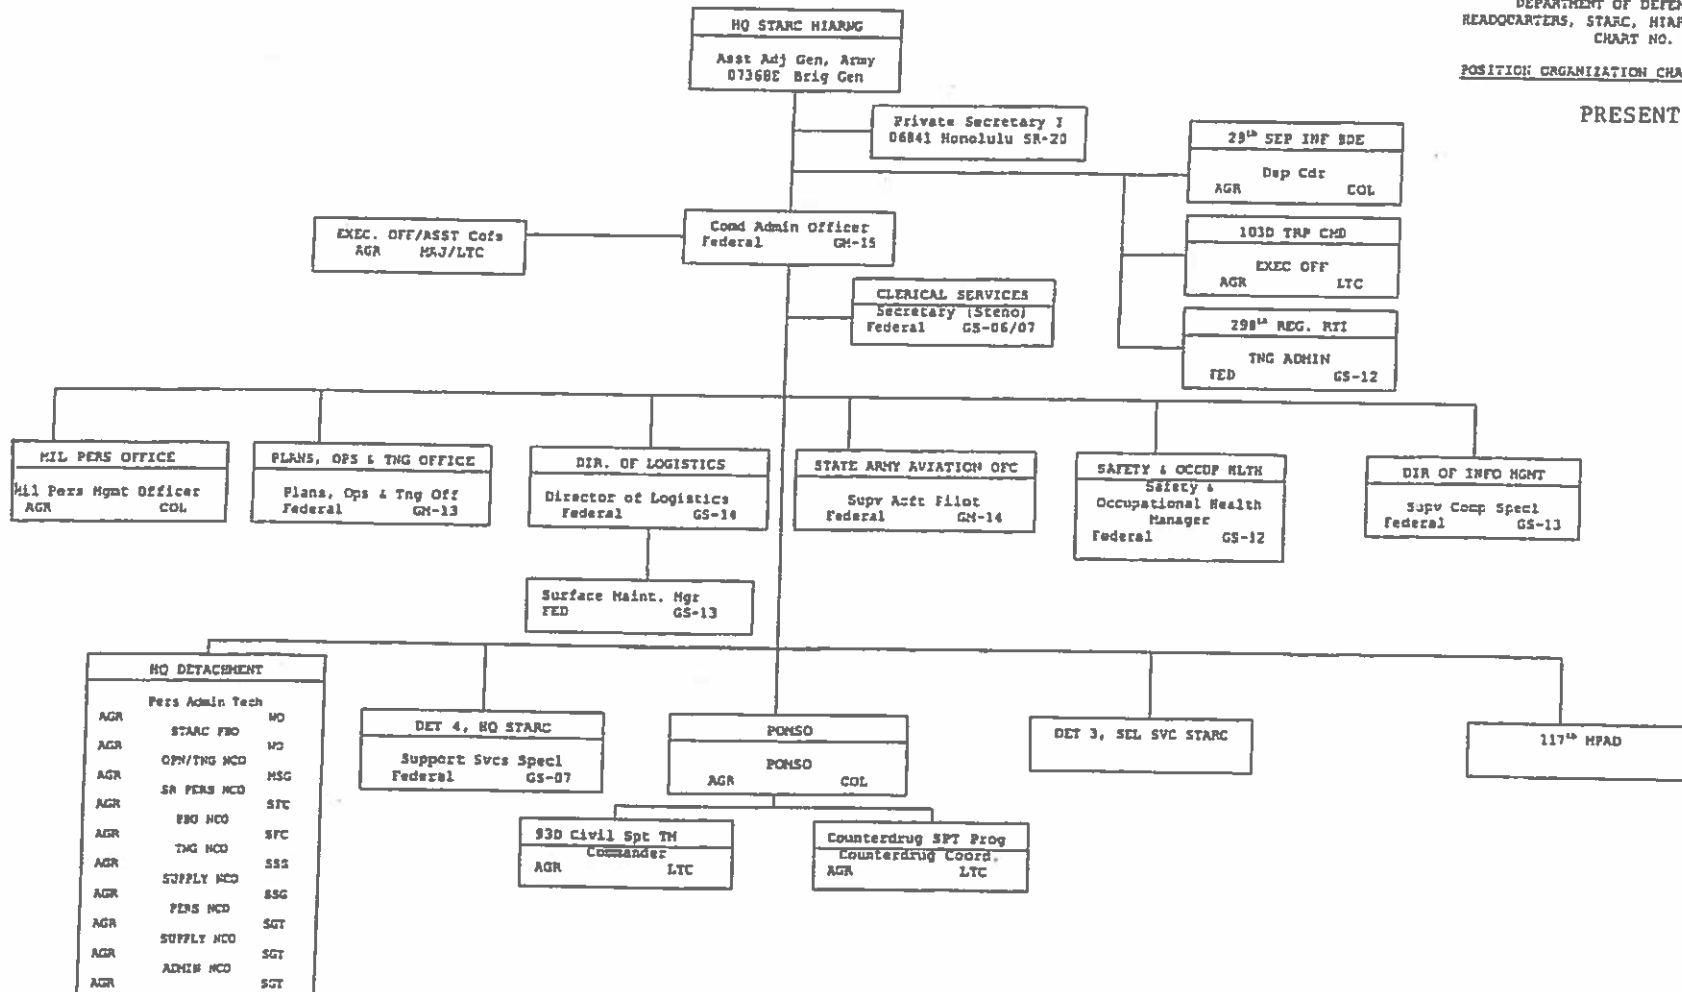 DEPARTMENT OF
HEADQUARTERS, STARC,
CHART NO.
POSITION ORGANIZATION
PRESENT
HQ STARC HIARNG
Asst Adj Gen, Army
07368E Brig Gen
Private Secretary I
06841 Honolulu SR-20
29th SEP INF BDE
Dep Cdr
AGR COL
103D TRP CMD
EXEC OFF
AGR LTC
298th REG. RTI
TNG ADMIN
FED GS-12
EXEC. OFF/ASST Cofs
AGR MAJ/LTC
Comd Admin Officer
Federal GM-15
CLERICAL SERVICES
Secretary (Steno)
Federal GS-06/07
MIL PERS OFFICE
Mil Pers Mgmt Officer
AGR COL
PLANS, OPS & TNG OFFICE
Plans, Ops & Tng Off
Federal GM-13
DIR. OF LOGISTICS
Director of Logistics
Federal GS-14
Surface Maint. Mgr
FED GS-13
STATE ARMY AVIATION OFC
Supv Acft Pilot
Federal GM-14
SAFETY & OCCUP HLTH
Safety &
Occupational Health
Manager
Federal GS-12
DIR OF INFO MGMT
Supv Comp Specl
Federal GS-13
HQ DETACHMENT
Pers Admin Tech
AGR WO
STARC FBO
AGR WO
OPN/TNG NCO
AGR MSG
SR PERS NCO
AGR SFC
NCO
AGR SFC
TNG NCO
AGR
SUPPLY NCO
AGR SSG
PERS NCO
AGR SGT
SUPPLY NCO
AGR SGT
ADMIN NCO
AGR SGT
DET 4, HQ STARC
Support Svcs Specl
Federal GS-07
POMSO
POMSO
AGR COL
93D Civil Spt TM
Commander
AGR LTC
Counterdrug SPT Prog
Counterdrug Coord.
AGR LTC
DET 3, SEL SVC STARC
117th MPAD